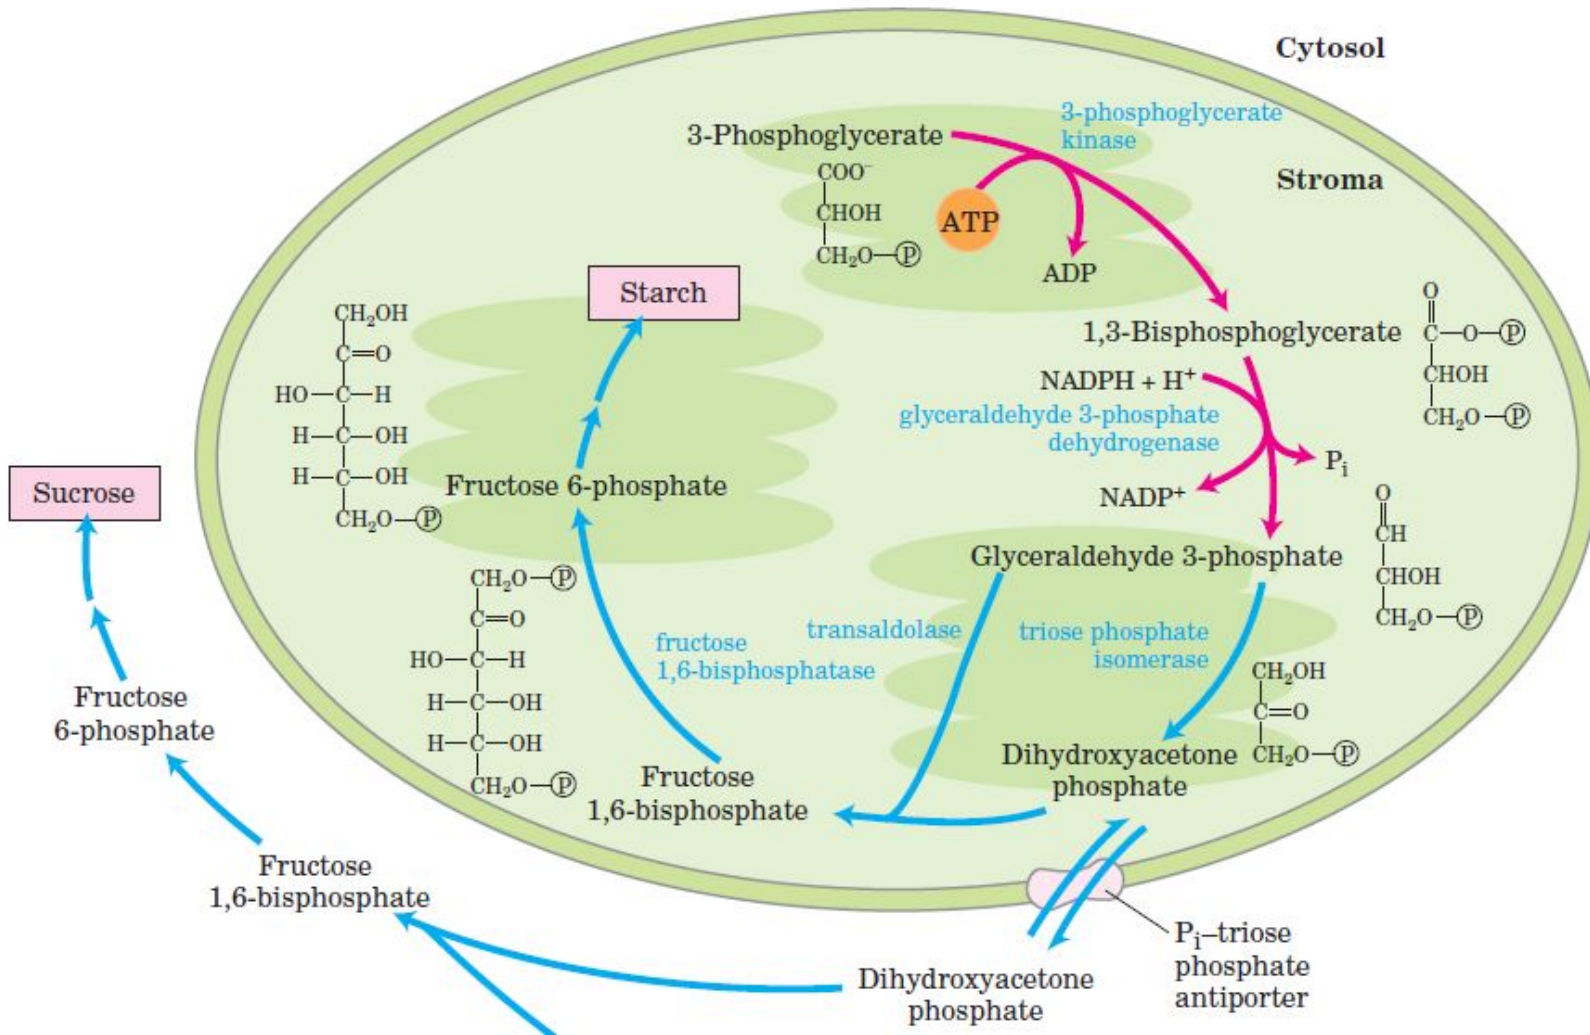 Cytosol
3-phosphoglycerate
kinase
3-Phosphoglycerate
Stroma
COO⁻
CHOH
CH₂O—Ⓟ
ATP
ADP
Starch
1,3-Bisphosphoglycerate
O
C—O—Ⓟ
CHOH
CH₂O—Ⓟ
NADPH + H⁺
glyceraldehyde 3-phosphate
dehydrogenase
Pᵢ
NADP⁺
CH₂OH
C=O
HO—C—H
H—C—OH
H—C—OH
CH₂O—Ⓟ
Fructose 6-phosphate
Sucrose
Glyceraldehyde 3-phosphate
O
CH
CHOH
CH₂O—Ⓟ
CH₂O—Ⓟ
C=O
HO—C—H
H—C—OH
H—C—OH
CH₂O—Ⓟ
fructose
1,6-bisphosphatase
transaldolase
triose phosphate
isomerase
CH₂OH
C=O
CH₂O—Ⓟ
Dihydroxyacetone
phosphate
Fructose
6-phosphate
Fructose
1,6-bisphosphate
Fructose
1,6-bisphosphate
Pᵢ–triose
phosphate
antiporter
Dihydroxyacetone
phosphate